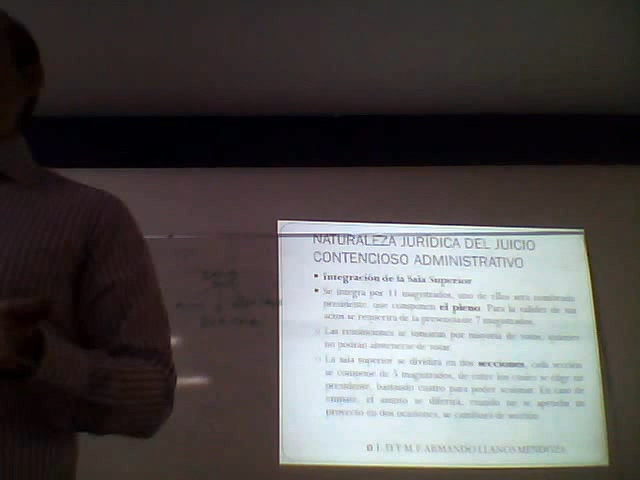 NATURALEZA JURÍDICA DEL JUICIO
CONTENCIOSO ADMINISTRATIVO
• Integración de la Sala Superior
• Se integra por 11 magistrados, uno de ellos será nombrado
presidente, que componen el pleno. Para la validez de sus
actos se requerirá de la presencia de 7 magistrados.
Las resoluciones se tomarán por mayoría de votos, quienes
no podrán abstenerse de votar.
La sala superior se dividirá en dos secciones, cada sección
se compone de 5 magistrados, de entre los cuales se elige un
presidente, bastando cuatro para poder sesionar. En caso de
empate, el asunto se diferirá, cuando no se apruebe un
proyecto en dos ocasiones, se cambiará de sección.
ARMANDO LLANOS MENDOZA